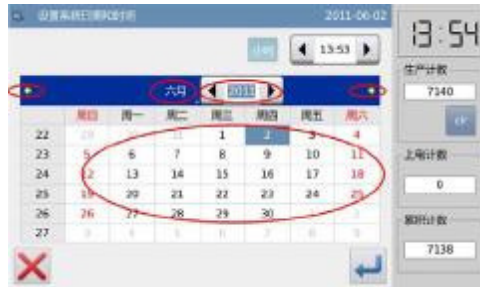 设置系统日期和时间 2011-06-02
13:53
六月 2011
周日 周一 周二 周三 周四 周五 周六
22 1 2 3 4
23 5 6 7 8 9 10 11
24 12 13 14 15 16 17 18
25 19 20 21 22 23 24 25
26 26 27 28 29 30
27
13:54
生产计数
7140
上电计数
0
累积计数
7138